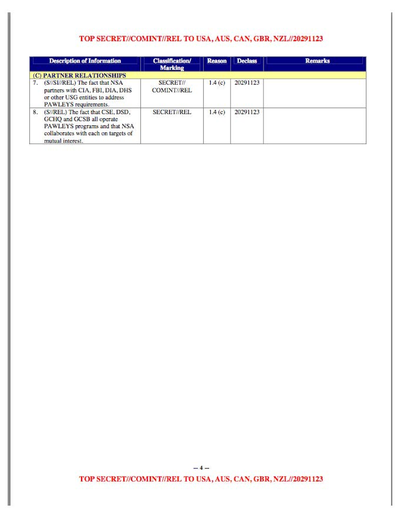 TOP SECRET//COMINT//REL TO USA, AUS, CAN, GBR, NZL//20291123
Description of Information Classification/ Marking Reason Declass Remarks
(C) PARTNER RELATIONSHIPS
7. (S//SI//REL) The fact that NSA SECRET// 1.4 (c) 20291123
partners with CIA, FBI, DIA, DHS COMINT//REL
or other USG entities to address
PAWLEYS requirements.
8. (S//REL) The fact that CSE, DSD, SECRET//REL 1.4 (c) 20291123
GCHQ and GCSB all operate
PAWLEYS programs and that NSA
collaborates with each on targets of
mutual interest.
-- 4 --
TOP SECRET//COMINT//REL TO USA, AUS, CAN, GBR, NZL//20291123